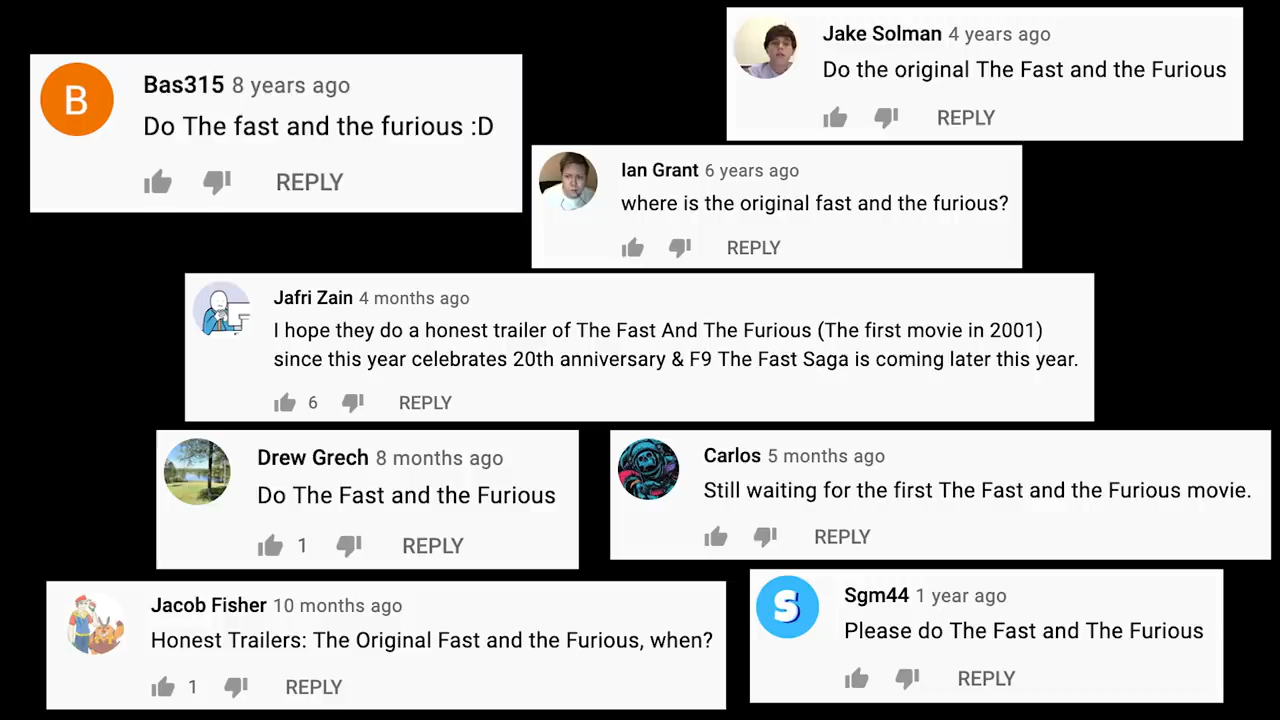 Jake Solman 4 years ago
Do the original The Fast and the Furious
REPLY
B
Bas315 8 years ago
Do The fast and the furious :D
REPLY
Ian Grant 6 years ago
where is the original fast and the furious?
REPLY
Jafri Zain 4 months ago
I hope they do a honest trailer of The Fast And The Furious (The first movie in 2001)
since this year celebrates 20th anniversary & F9 The Fast Saga is coming later this year.
6 REPLY
Drew Grech 8 months ago
Do The Fast and the Furious
1 REPLY
Carlos 5 months ago
Still waiting for the first The Fast and the Furious movie.
REPLY
Jacob Fisher 10 months ago
Honest Trailers: The Original Fast and the Furious, when?
1 REPLY
S
Sgm44 1 year ago
Please do The Fast and The Furious
REPLY